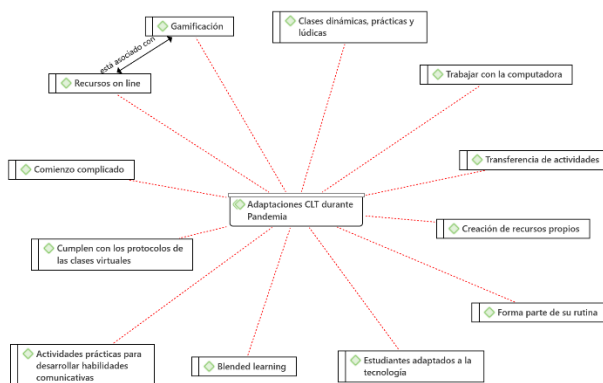 Gamificación
Clases dinámicas, prácticas y
lúdicas
está asociado con
Recursos on line
Trabajar con la computadora
Comienzo complicado
Transferencia de actividades
Adaptaciones CLT durante
Pandemia
Creación de recursos propios
Cumplen con los protocolos de
las clases virtuales
Forma parte de su rutina
Actividades prácticas para
desarrollar habilidades
comunicativas
Blended learning
Estudiantes adaptados a la
tecnología